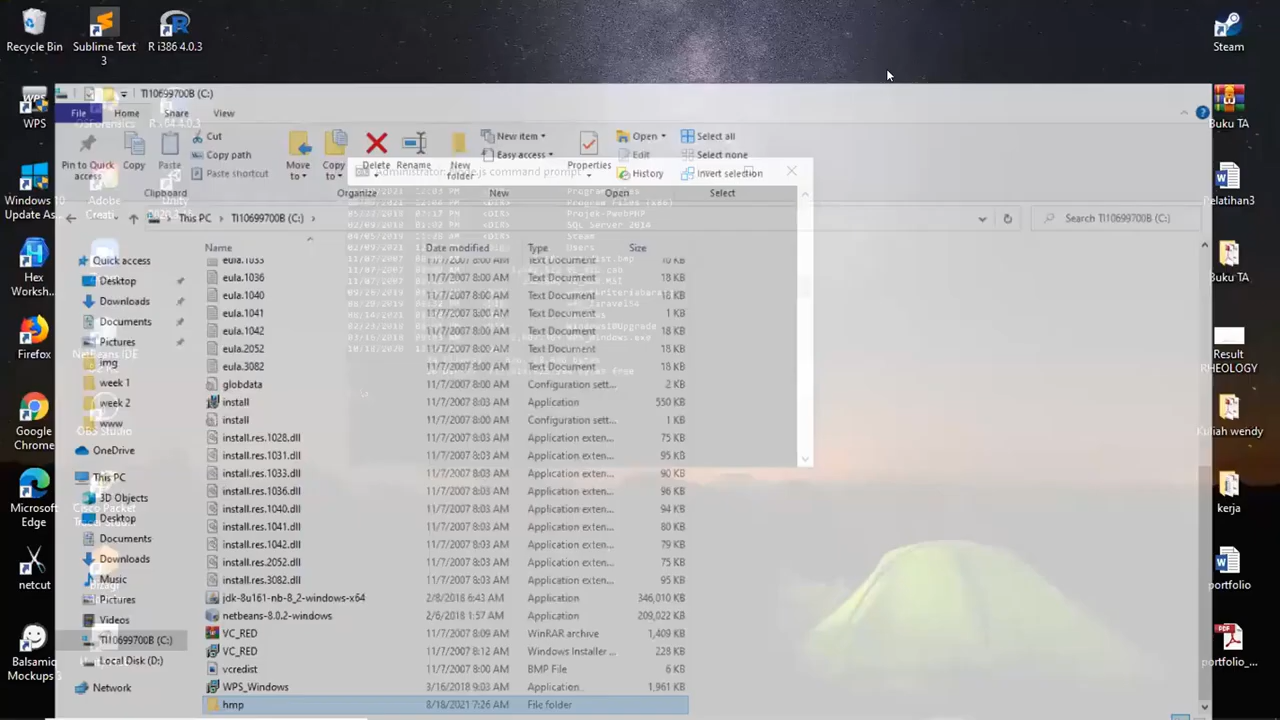 Recycle Bin
Sublime Text
3
R i386 4.0.3
Steam
TI10699700B (C:)
File
Home
Share
View
WPS
Buku TA
Pin to Quick
access
Copy
Paste
Cut
Copy path
Paste shortcut
Move
to
Copy
to
Delete
Rename
New
folder
New item
Easy access
Properties
Open
Edit
History
Select all
Select none
Invert selection
Clipboard
Organize
New
Open
Select
Windows 10
Update As...
Pelatihan3
This PC
TI10699700B (C:)
Search TI10699700B (C:)
Name
Date modified
Type
Size
Quick access
Desktop
Downloads
Documents
Pictures
img
week 1
week 2
www
OneDrive
This PC
3D Objects
Desktop
Documents
Downloads
Music
Pictures
Videos
TI10699700B (C:)
Local Disk (D:)
Network
eula.1033 11/7/2007 8:00 AM Text Document 10 KB
eula.1036 11/7/2007 8:00 AM Text Document 18 KB
eula.1040 11/7/2007 8:00 AM Text Document 18 KB
eula.1041 11/7/2007 8:00 AM Text Document 1 KB
eula.1042 11/7/2007 8:00 AM Text Document 18 KB
eula.2052 11/7/2007 8:00 AM Text Document 18 KB
eula.3082 11/7/2007 8:00 AM Text Document 18 KB
globdata 11/7/2007 8:00 AM Configuration sett... 2 KB
install 11/7/2007 8:03 AM Application 550 KB
install 11/7/2007 8:00 AM Configuration sett... 1 KB
install.res.1028.dll 11/7/2007 8:03 AM Application exten... 75 KB
install.res.1031.dll 11/7/2007 8:03 AM Application exten... 95 KB
install.res.1033.dll 11/7/2007 8:03 AM Application exten... 90 KB
install.res.1036.dll 11/7/2007 8:03 AM Application exten... 96 KB
install.res.1040.dll 11/7/2007 8:03 AM Application exten... 94 KB
install.res.1041.dll 11/7/2007 8:03 AM Application exten... 80 KB
install.res.1042.dll 11/7/2007 8:03 AM Application exten... 79 KB
install.res.2052.dll 11/7/2007 8:03 AM Application exten... 75 KB
install.res.3082.dll 11/7/2007 8:03 AM Application exten... 95 KB
jdk-8u161-nb-8_2-windows-x64 2/8/2018 6:43 AM Application 346,010 KB
netbeans-8.0.2-windows 2/6/2018 1:57 AM Application 209,022 KB
VC_RED 11/7/2007 8:09 AM WinRAR archive 1,409 KB
VC_RED 11/7/2007 8:12 AM Windows Installer ... 228 KB
vcredist 11/7/2007 8:00 AM BMP File 6 KB
WPS_Windows 3/16/2018 9:03 AM Application 1,961 KB
hmp 8/18/2021 7:26 AM File folder
Hex
Worksh...
Firefox
Google
Chrome
Microsoft
Edge
netcut
Balsamiq
Mockups 3
Buku TA
Result
RHEOLOGY
Kuliah wendy
kerja
portfolio
portfolio_...